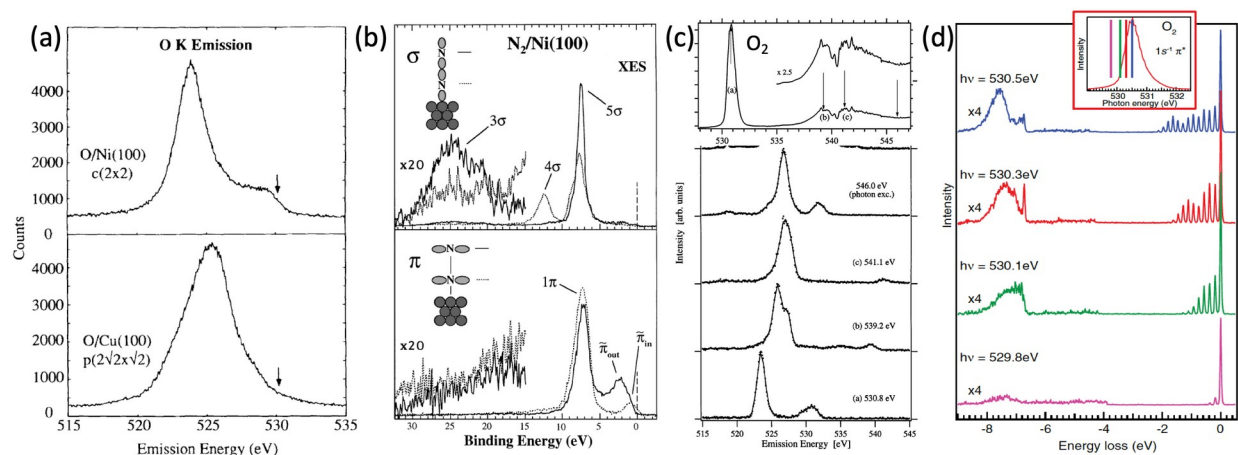 (a)
O K Emission
5000
4000
3000
2000
1000
0
O/Ni(100)
c(2x2)
4000
3000
2000
1000
0
O/Cu(100)
p(2√2x√2)
Counts
515 520 525 530 535
Emission Energy (eV)
(b)
N2/Ni(100)
σ
XES
N
N
5σ
3σ
x20
4σ
π
N
N
1π
x20
π̃out
π̃in
30 25 20 15 10 5 0
Binding Energy (eV)
(c)
O2
x 2.5
(a)
(b)
(c)
530 535 540 545
Intensity [arb. units]
546.0 eV
(photon exc.)
(c) 541.1 eV
(b) 539.2 eV
(a) 530.8 eV
515 520 525 530 535 540 545
Emission Energy [eV]
(d)
O2
1s-1 π*
Intensity
530 531 532
Photon energy (eV)
hν = 530.5eV
x4
hν = 530.3eV
x4
hν = 530.1eV
x4
hν = 529.8eV
x4
Intensity
-8 -6 -4 -2 0
Energy loss (eV)